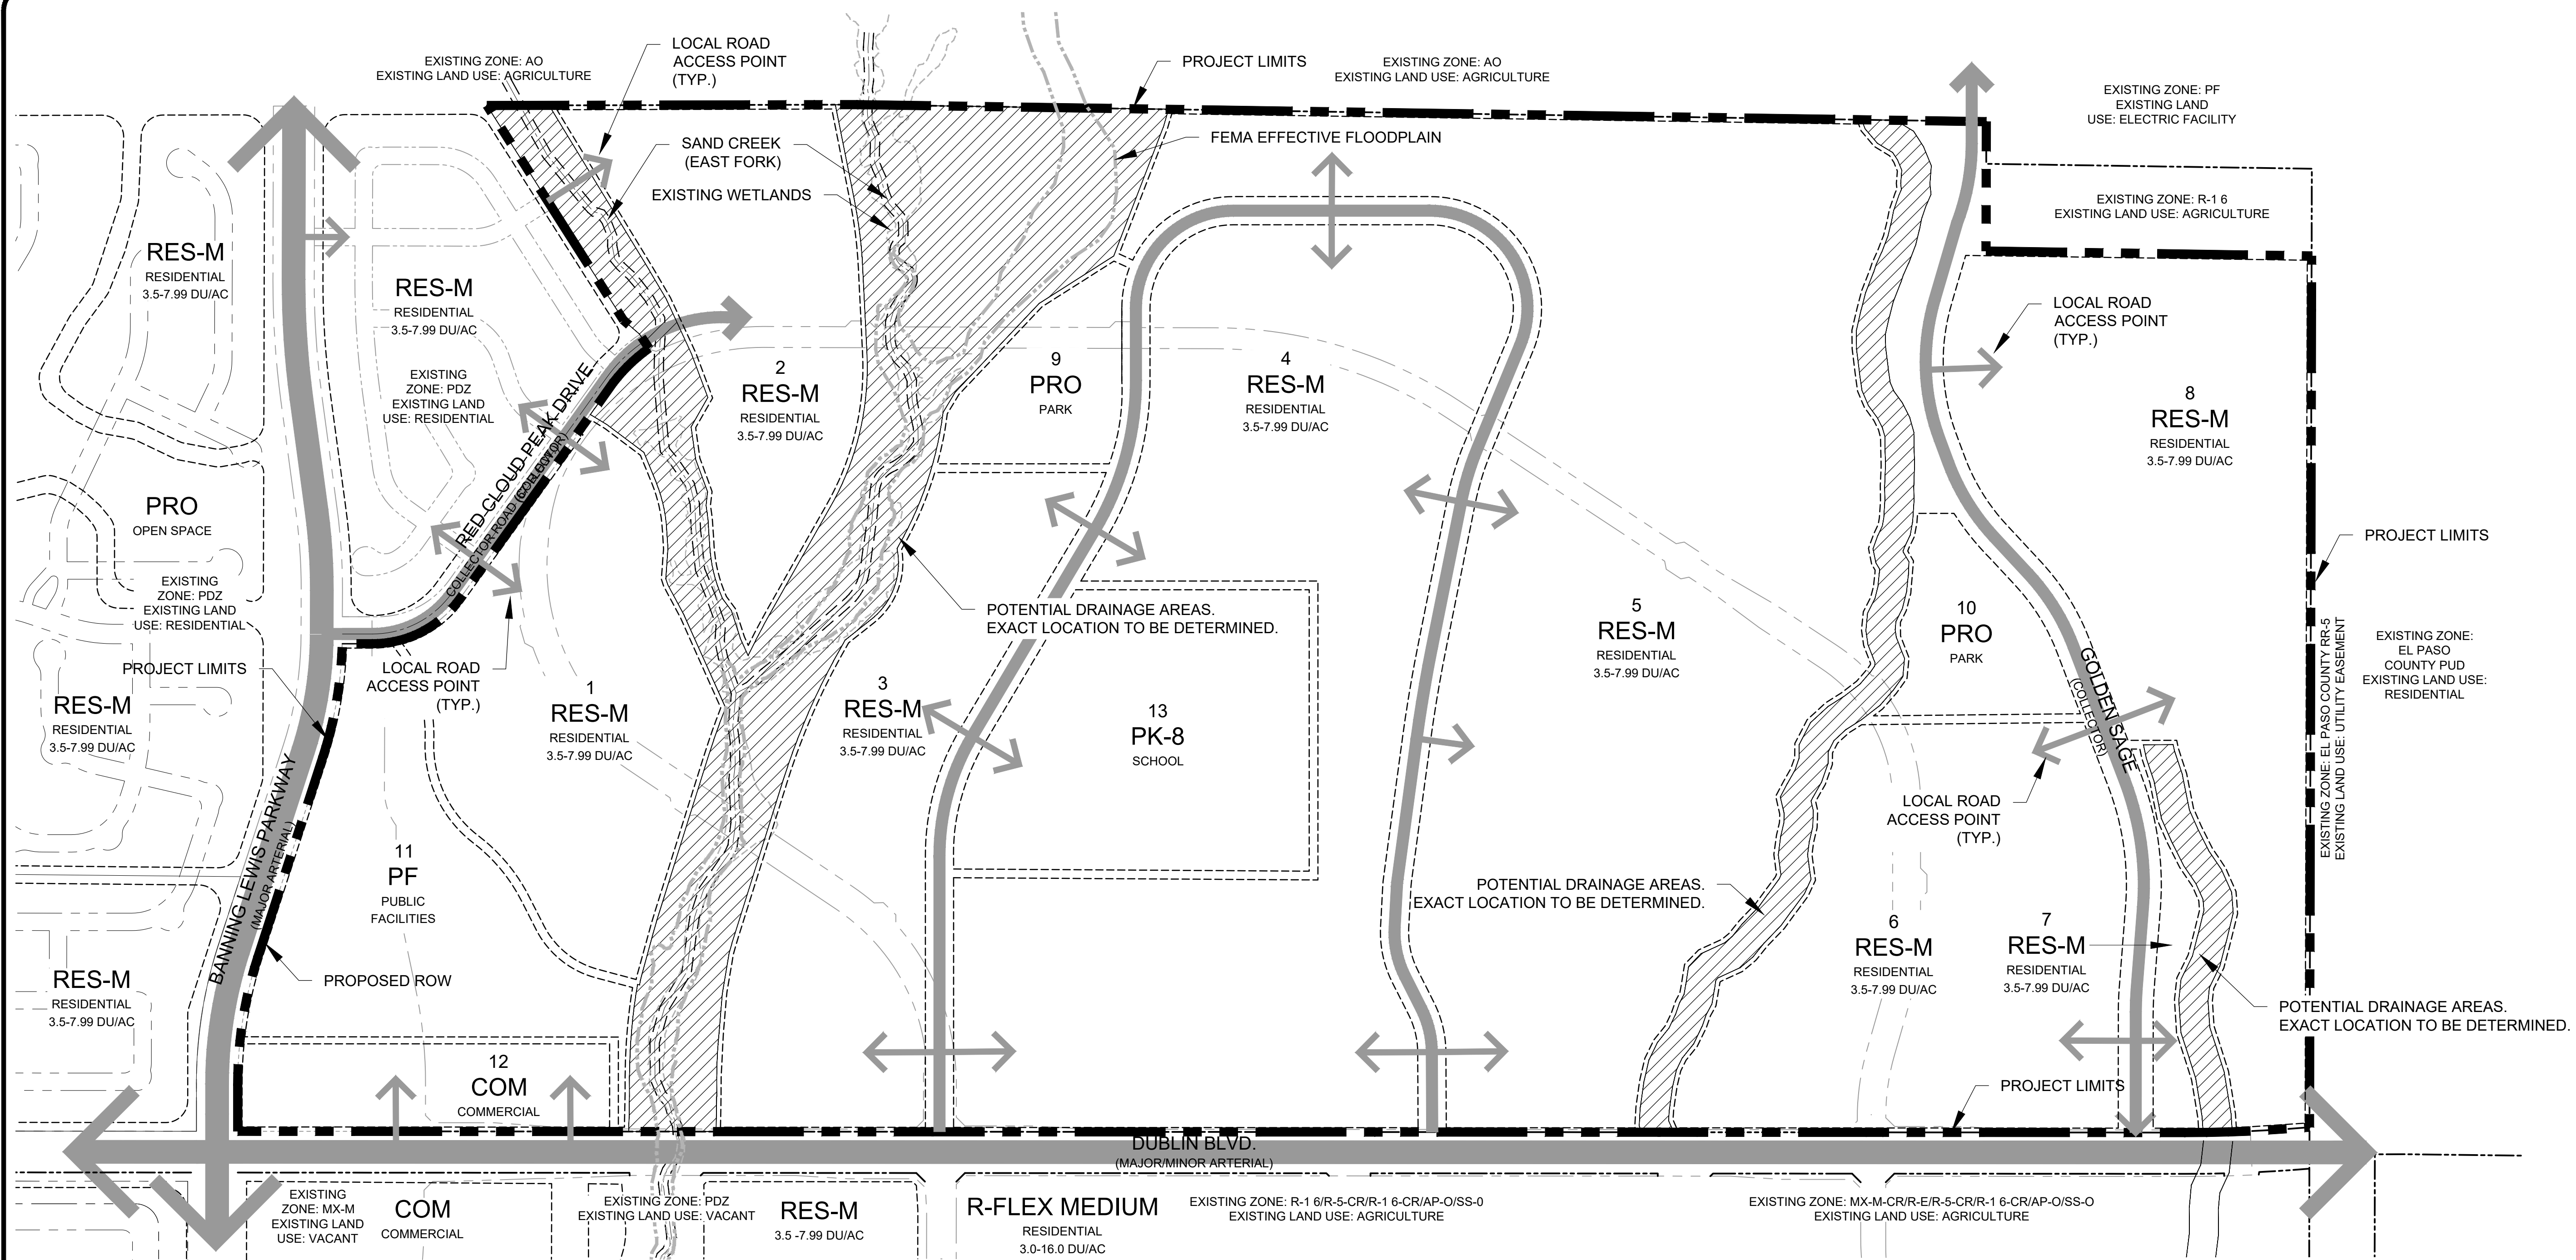 EXISTING ZONE: AO
EXISTING LAND USE: AGRICULTURE
LOCAL ROAD
ACCESS POINT
(TYP.)
PROJECT LIMITS
EXISTING ZONE: AO
EXISTING LAND USE: AGRICULTURE
EXISTING ZONE: PF
EXISTING LAND
USE: ELECTRIC FACILITY
SAND CREEK
(EAST FORK)
FEMA EFFECTIVE FLOODPLAIN
EXISTING WETLANDS
EXISTING ZONE: R-1 6
EXISTING LAND USE: AGRICULTURE
RES-M
RESIDENTIAL
3.5-7.99 DU/AC
RES-M
RESIDENTIAL
3.5-7.99 DU/AC
EXISTING
ZONE: PDZ
EXISTING LAND
USE: RESIDENTIAL
RED CLOUD PEAK DRIVE
COLLECTOR ROAD (COLLECTOR)
2
RES-M
RESIDENTIAL
3.5-7.99 DU/AC
9
PRO
PARK
4
RES-M
RESIDENTIAL
3.5-7.99 DU/AC
LOCAL ROAD
ACCESS POINT
(TYP.)
8
RES-M
RESIDENTIAL
3.5-7.99 DU/AC
PRO
OPEN SPACE
EXISTING
ZONE: PDZ
EXISTING LAND
USE: RESIDENTIAL
PROJECT LIMITS
PROJECT LIMITS
LOCAL ROAD
ACCESS POINT
(TYP.)
POTENTIAL DRAINAGE AREAS.
EXACT LOCATION TO BE DETERMINED.
5
RES-M
RESIDENTIAL
3.5-7.99 DU/AC
10
PRO
PARK
GOLDEN SAGE
(COLLECTOR)
EXISTING ZONE: EL PASO COUNTY RR-5
EXISTING LAND USE: UTILITY EASEMENT
EXISTING ZONE:
EL PASO
COUNTY PUD
EXISTING LAND USE:
RESIDENTIAL
RES-M
RESIDENTIAL
3.5-7.99 DU/AC
1
RES-M
RESIDENTIAL
3.5-7.99 DU/AC
3
RES-M
RESIDENTIAL
3.5-7.99 DU/AC
13
PK-8
SCHOOL
LOCAL ROAD
ACCESS POINT
(TYP.)
BANNING LEWIS PARKWAY
(MAJOR ARTERIAL)
11
PF
PUBLIC
FACILITIES
POTENTIAL DRAINAGE AREAS.
EXACT LOCATION TO BE DETERMINED.
6
RES-M
RESIDENTIAL
3.5-7.99 DU/AC
7
RES-M
RESIDENTIAL
3.5-7.99 DU/AC
RES-M
RESIDENTIAL
3.5-7.99 DU/AC
PROPOSED ROW
POTENTIAL DRAINAGE AREAS.
EXACT LOCATION TO BE DETERMINED.
12
COM
COMMERCIAL
PROJECT LIMITS
DUBLIN BLVD.
(MAJOR/MINOR ARTERIAL)
EXISTING
ZONE: MX-M
EXISTING LAND
USE: VACANT
COM
COMMERCIAL
EXISTING ZONE: PDZ
EXISTING LAND USE: VACANT
RES-M
3.5 -7.99 DU/AC
R-FLEX MEDIUM
RESIDENTIAL
3.0-16.0 DU/AC
EXISTING ZONE: R-1 6/R-5-CR/R-1 6-CR/AP-O/SS-0
EXISTING LAND USE: AGRICULTURE
EXISTING ZONE: MX-M-CR/R-E/R-5-CR/R-1 6-CR/AP-O/SS-O
EXISTING LAND USE: AGRICULTURE